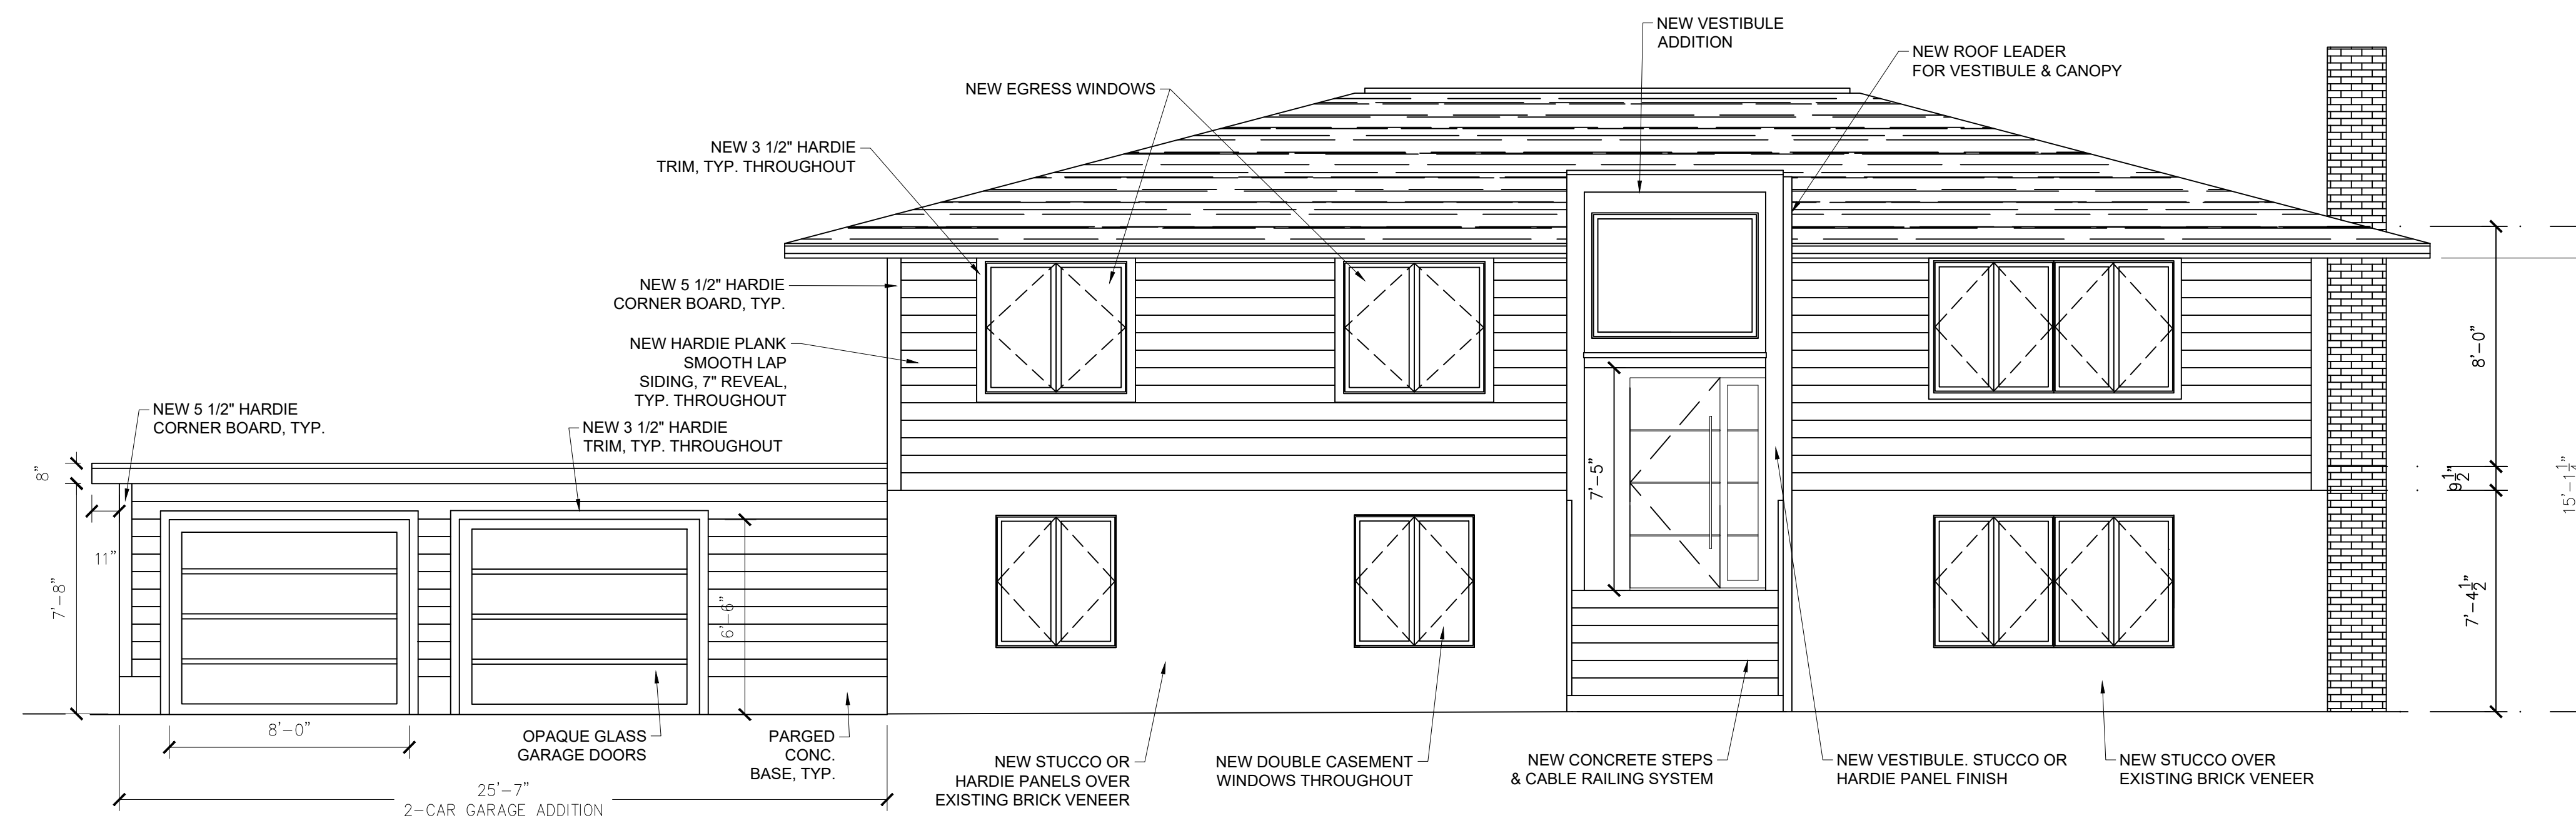 NEW VESTIBULE
ADDITION
NEW ROOF LEADER
FOR VESTIBULE & CANOPY
NEW EGRESS WINDOWS
NEW 3 1/2" HARDIE
TRIM, TYP. THROUGHOUT
NEW 5 1/2" HARDIE
CORNER BOARD, TYP.
NEW HARDIE PLANK
SMOOTH LAP
SIDING, 7" REVEAL,
TYP. THROUGHOUT
NEW 5 1/2" HARDIE
CORNER BOARD, TYP.
NEW 3 1/2" HARDIE
TRIM, TYP. THROUGHOUT
8"
11"
7'-8"
6'-6"
7'-5"
8'-0"
9 1/2"
15'-1 1/4"
7'-4 1/2"
8'-0"
OPAQUE GLASS
GARAGE DOORS
PARGED
CONC.
BASE, TYP.
25'-7"
2-CAR GARAGE ADDITION
NEW STUCCO OR
HARDIE PANELS OVER
EXISTING BRICK VENEER
NEW DOUBLE CASEMENT
WINDOWS THROUGHOUT
NEW CONCRETE STEPS
& CABLE RAILING SYSTEM
NEW VESTIBULE. STUCCO OR
HARDIE PANEL FINISH
NEW STUCCO OVER
EXISTING BRICK VENEER